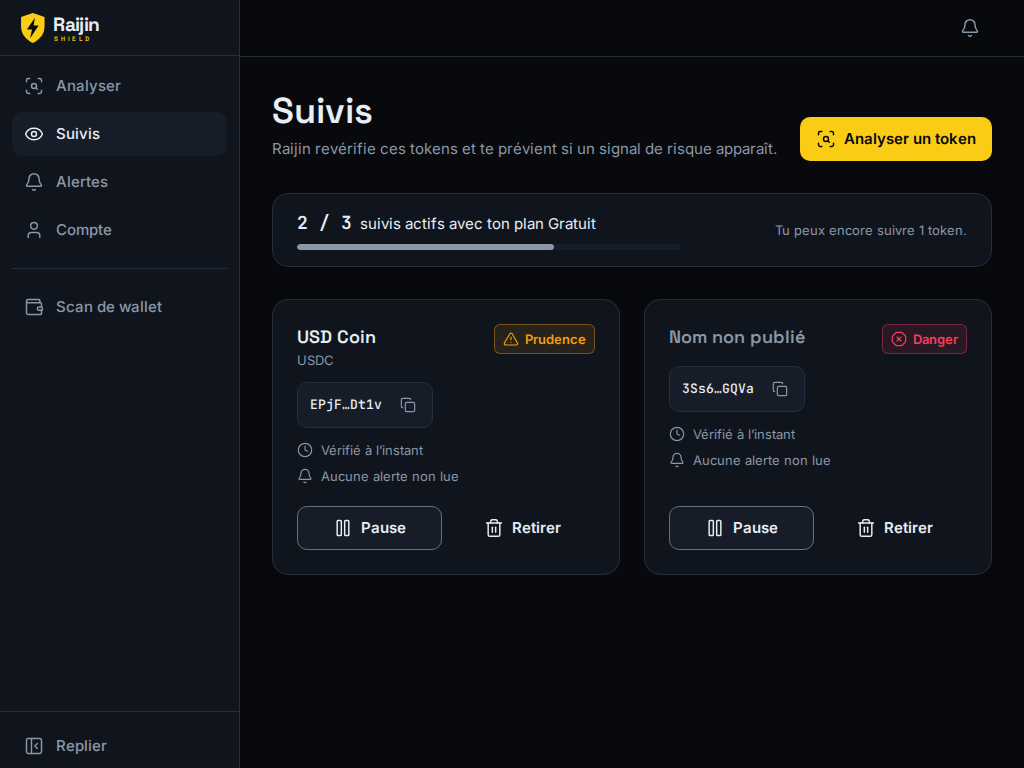 Raijin
SHIELD
Analyser
Suivis
Alertes
Compte
Scan de wallet
Replier
Suivis
Raijin revérifie ces tokens et te prévient si un signal de risque apparaît.
Analyser un token
2 / 3 suivis actifs avec ton plan Gratuit
Tu peux encore suivre 1 token.
USD Coin
Prudence
USDC
EPjF…Dt1v
Vérifié à l'instant
Aucune alerte non lue
Pause
Retirer
Nom non publié
Danger
3Ss6…GQVa
Vérifié à l'instant
Aucune alerte non lue
Pause
Retirer